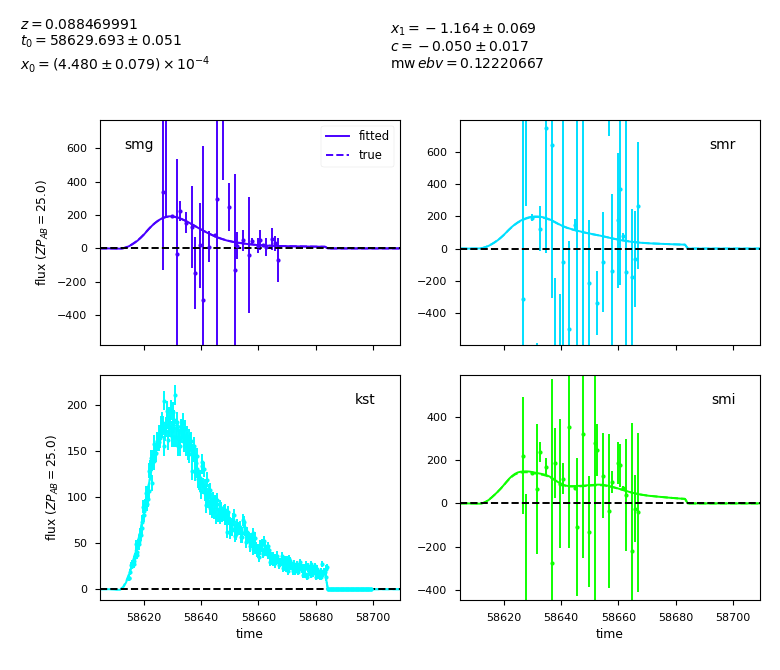 z = 0.088469991
t₀ = 58629.693 ± 0.051
x₀ = (4.480 ± 0.079) × 10⁻⁴
x₁ = −1.164 ± 0.069
c = −0.050 ± 0.017
mw ebv = 0.12220667
smg
fitted
true
600
400
200
0
−200
−400
flux (ZP_AB = 25.0)
smr
600
400
200
0
−200
−400
kst
200
150
100
50
0
flux (ZP_AB = 25.0)
58620 58640 58660 58680 58700
time
smi
400
200
0
−200
−400
58620 58640 58660 58680 58700
time